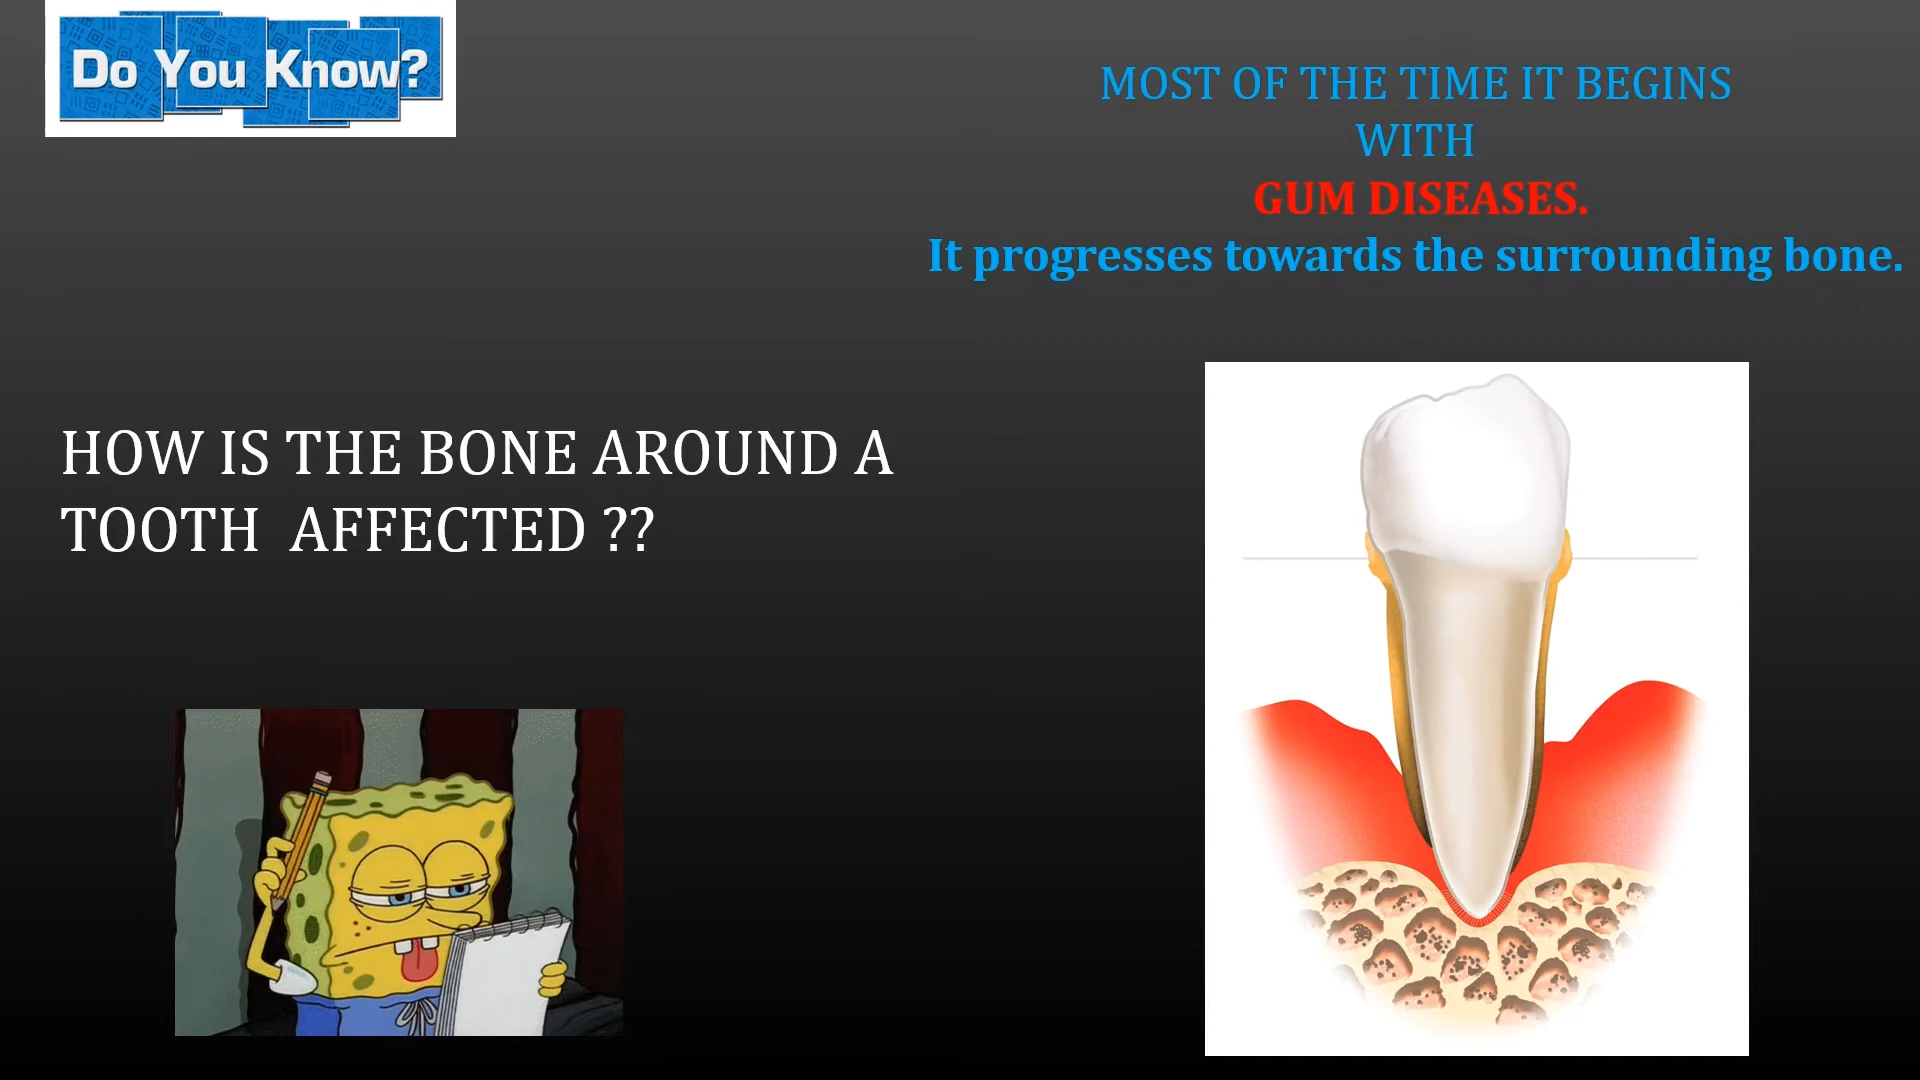 Do You Know?
MOST OF THE TIME IT BEGINS
WITH
GUM DISEASES.
It progresses towards the surrounding bone.
HOW IS THE BONE AROUND A
TOOTH AFFECTED ??